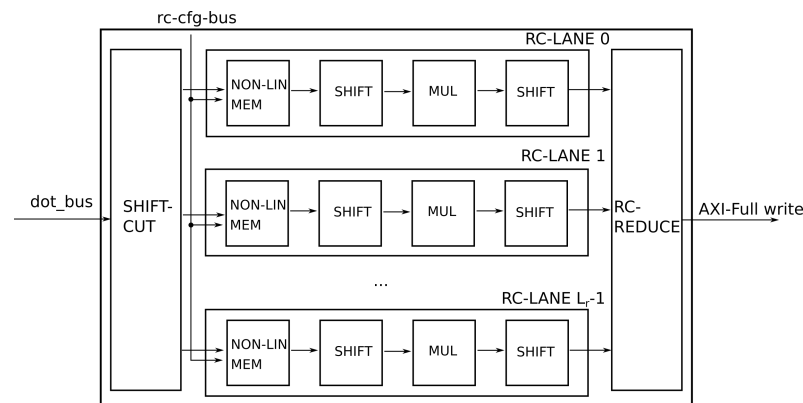 rc-cfg-bus
RC-LANE 0
NON-LIN
MEM
SHIFT
MUL
SHIFT
RC-LANE 1
dot_bus
SHIFT-
CUT
NON-LIN
MEM
SHIFT
MUL
SHIFT
RC-
REDUCE
AXI-Full write
...
RC-LANE Lr-1
NON-LIN
MEM
SHIFT
MUL
SHIFT